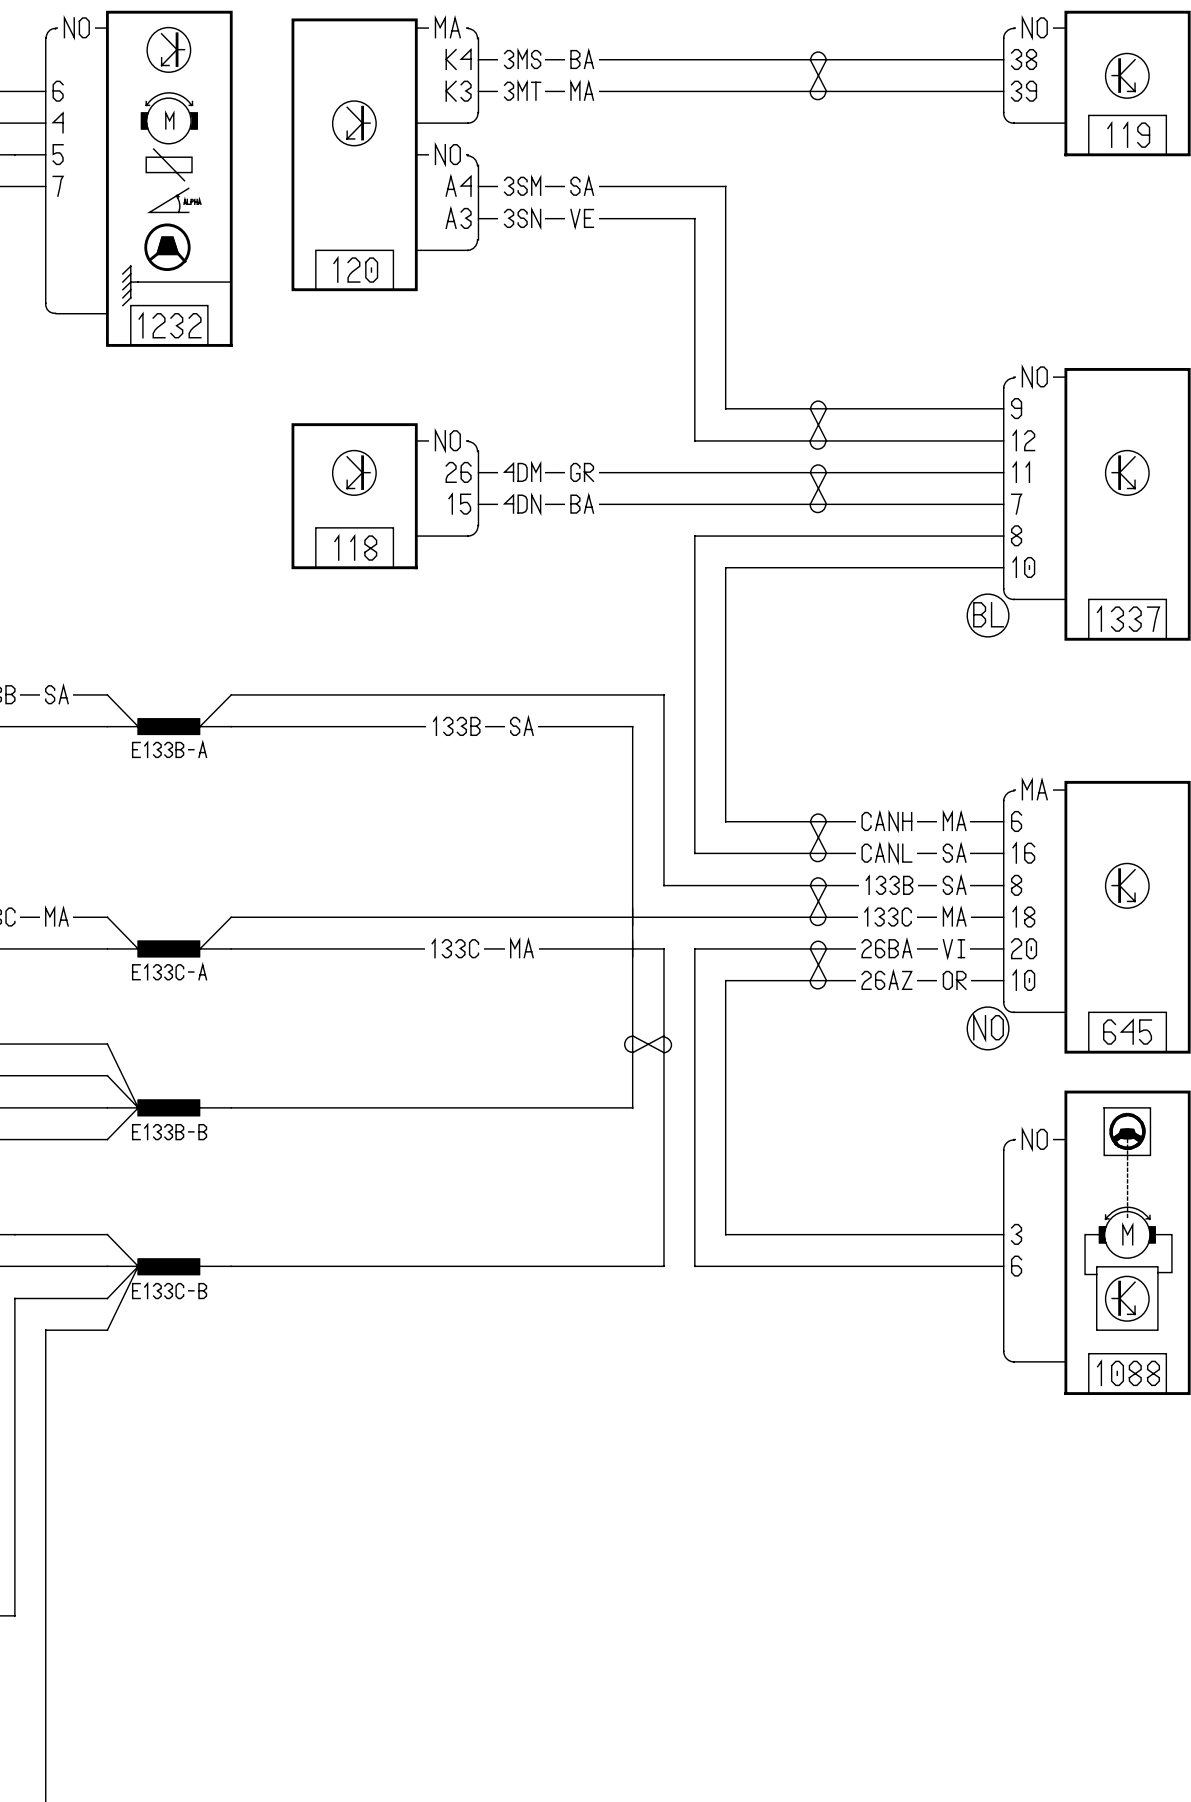 NO
6
4
5
7
M
ALPHA
1232
MA
K4 3MS BA
K3 3MT MA
NO
A4 3SM SA
A3 3SN VE
120
NO
38
39
119
NO
26 4DM GR
15 4DN BA
118
NO
9
12
11
7
8
10
BL
1337
3B SA
E133B-A
133B SA
3C MA
E133C-A
133C MA
E133B-B
E133C-B
MA
CANH MA 6
CANL SA 16
133B SA 8
133C MA 18
26BA VI 20
26AZ OR 10
NO
645
NO
3
6
M
1088